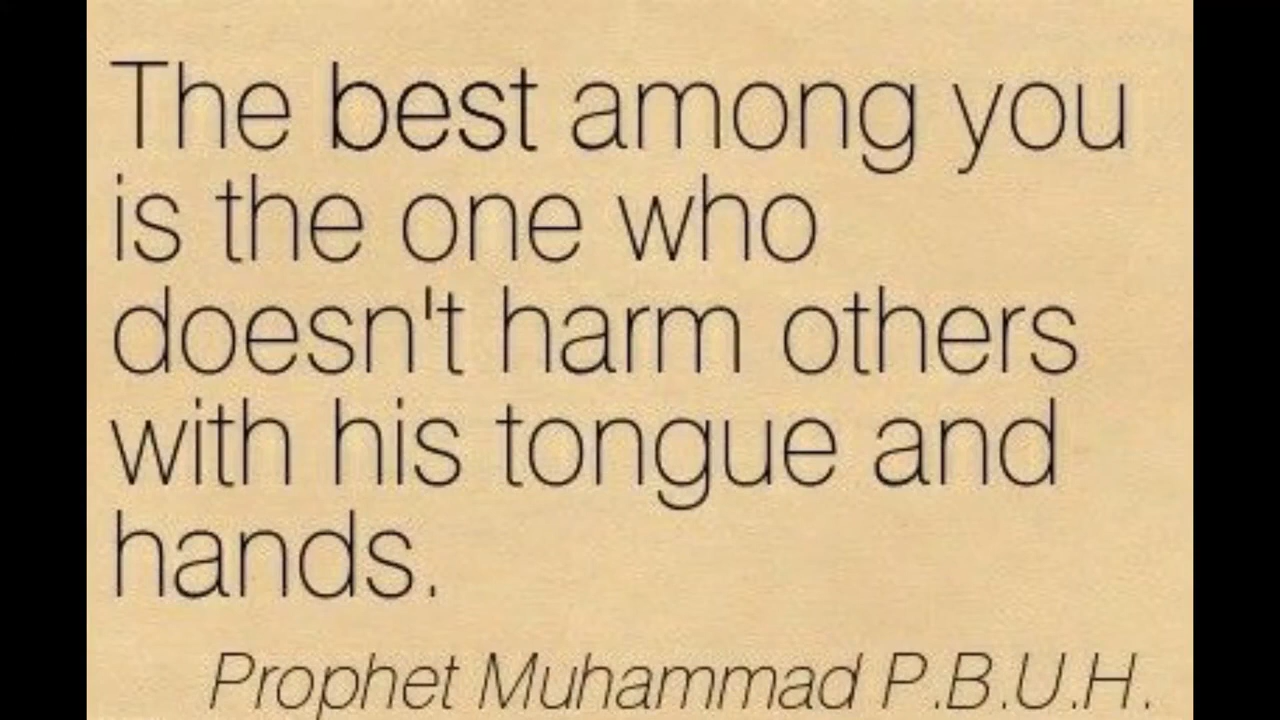 The best among you
is the one who
doesn't harm others
with his tongue and
hands.
Prophet Muhammad P.B.U.H.